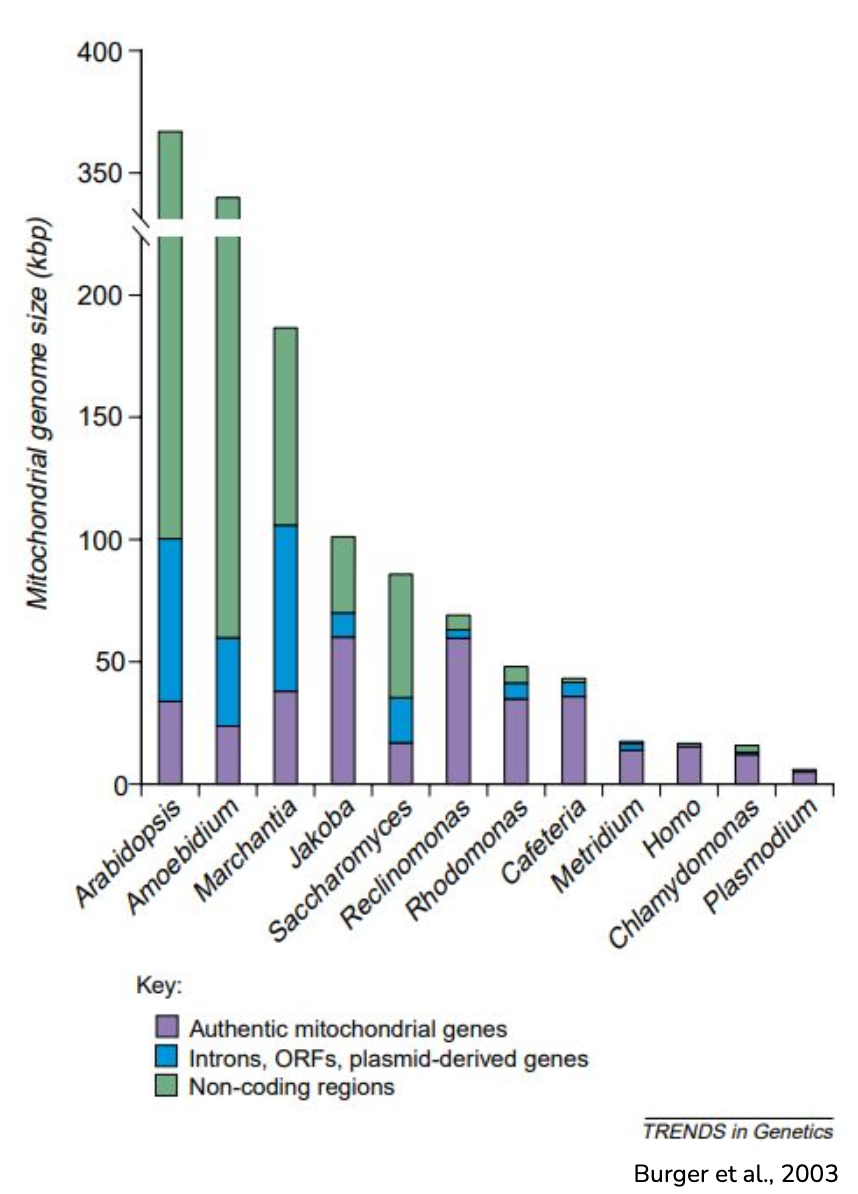 400
350
200
150
100
50
0
Mitochondrial genome size (kbp)
Arabidopsis
Amoebidium
Marchantia
Jakoba
Saccharomyces
Reclinomonas
Rhodomonas
Cafeteria
Metridium
Homo
Chlamydomonas
Plasmodium
Key:
Authentic mitochondrial genes
Introns, ORFs, plasmid-derived genes
Non-coding regions
TRENDS in Genetics
Burger et al., 2003